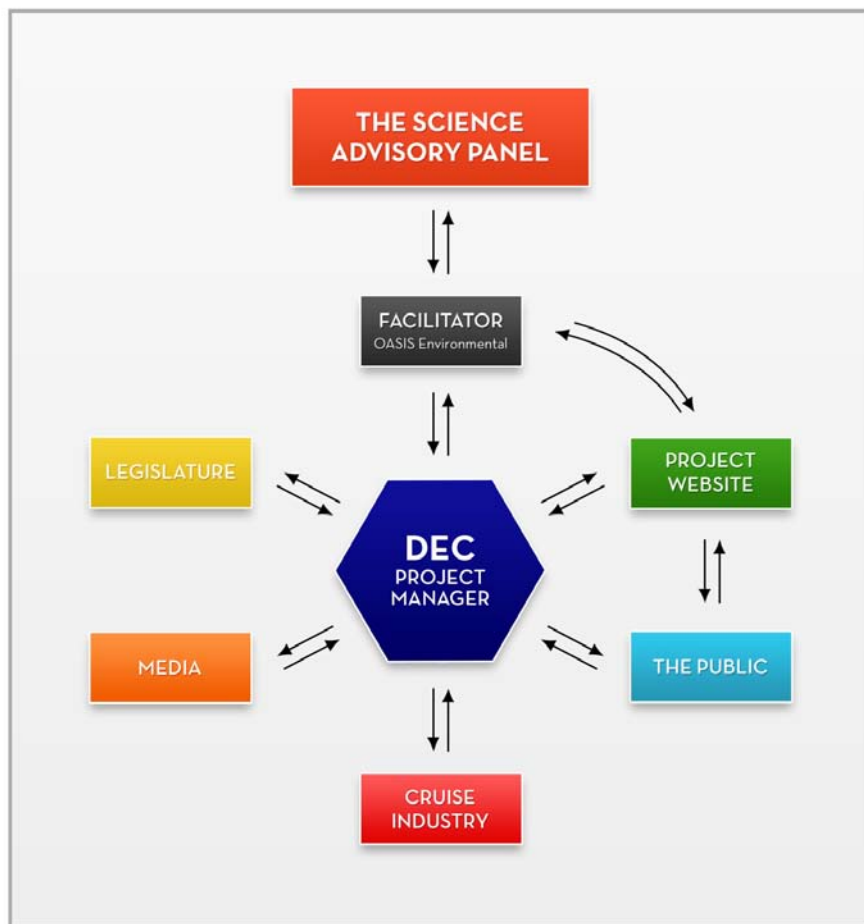 THE SCIENCE
ADVISORY PANEL
FACILITATOR
OASIS Environmental
LEGISLATURE
PROJECT
WEBSITE
DEC
PROJECT
MANAGER
MEDIA
THE PUBLIC
CRUISE
INDUSTRY